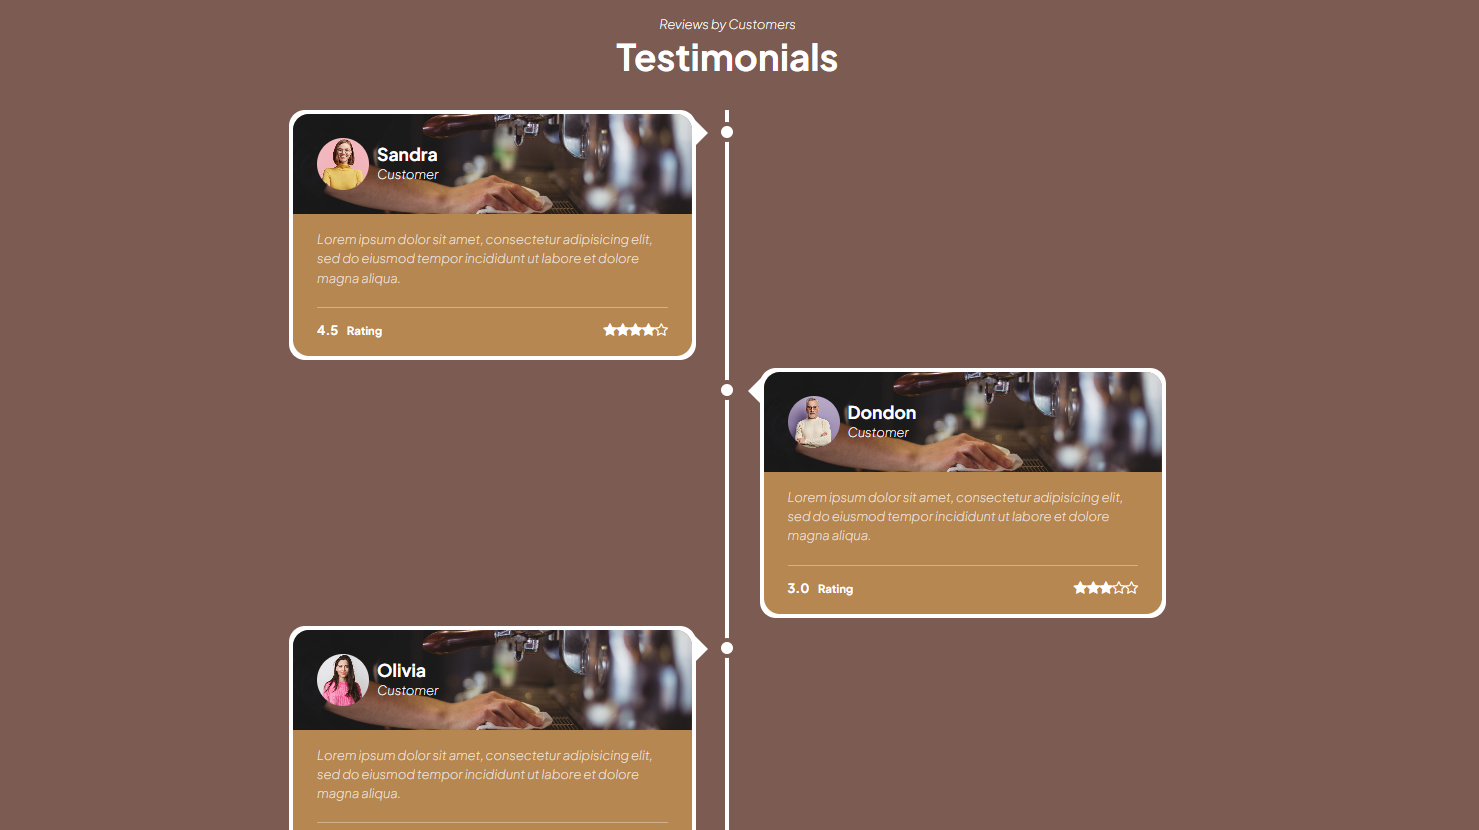 Reviews by Customers
Testimonials
Sandra
Customer
Lorem ipsum dolor sit amet, consectetur adipisicing elit,
sed do eiusmod tempor incididunt ut labore et dolore
magna aliqua.
4.5 Rating
Dondon
Customer
Lorem ipsum dolor sit amet, consectetur adipisicing elit,
sed do eiusmod tempor incididunt ut labore et dolore
magna aliqua.
3.0 Rating
Olivia
Customer
Lorem ipsum dolor sit amet, consectetur adipisicing elit,
sed do eiusmod tempor incididunt ut labore et dolore
magna aliqua.